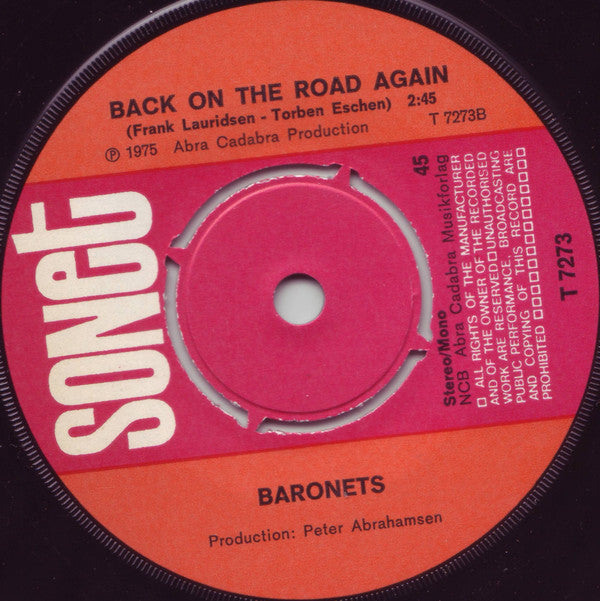 BACK ON THE ROAD AGAIN
(Frank Lauridsen - Torben Eschen) 2:45
℗ 1975 Abra Cadabra Production
T 7273B
sonet
45
Stereo/Mono
NCB Abra Cadabra Musikforlag
□ ALL RIGHTS OF THE MANUFACTURER
AND OF THE OWNER OF THE RECORDED
WORK ARE RESERVED □ UNAUTHORISED
PUBLIC PERFORMANCE, BROADCASTING
AND COPYING OF THIS RECORD ARE
PROHIBITED □□□□□□□□□□□□
T 7273
BARONETS
Production: Peter Abrahamsen